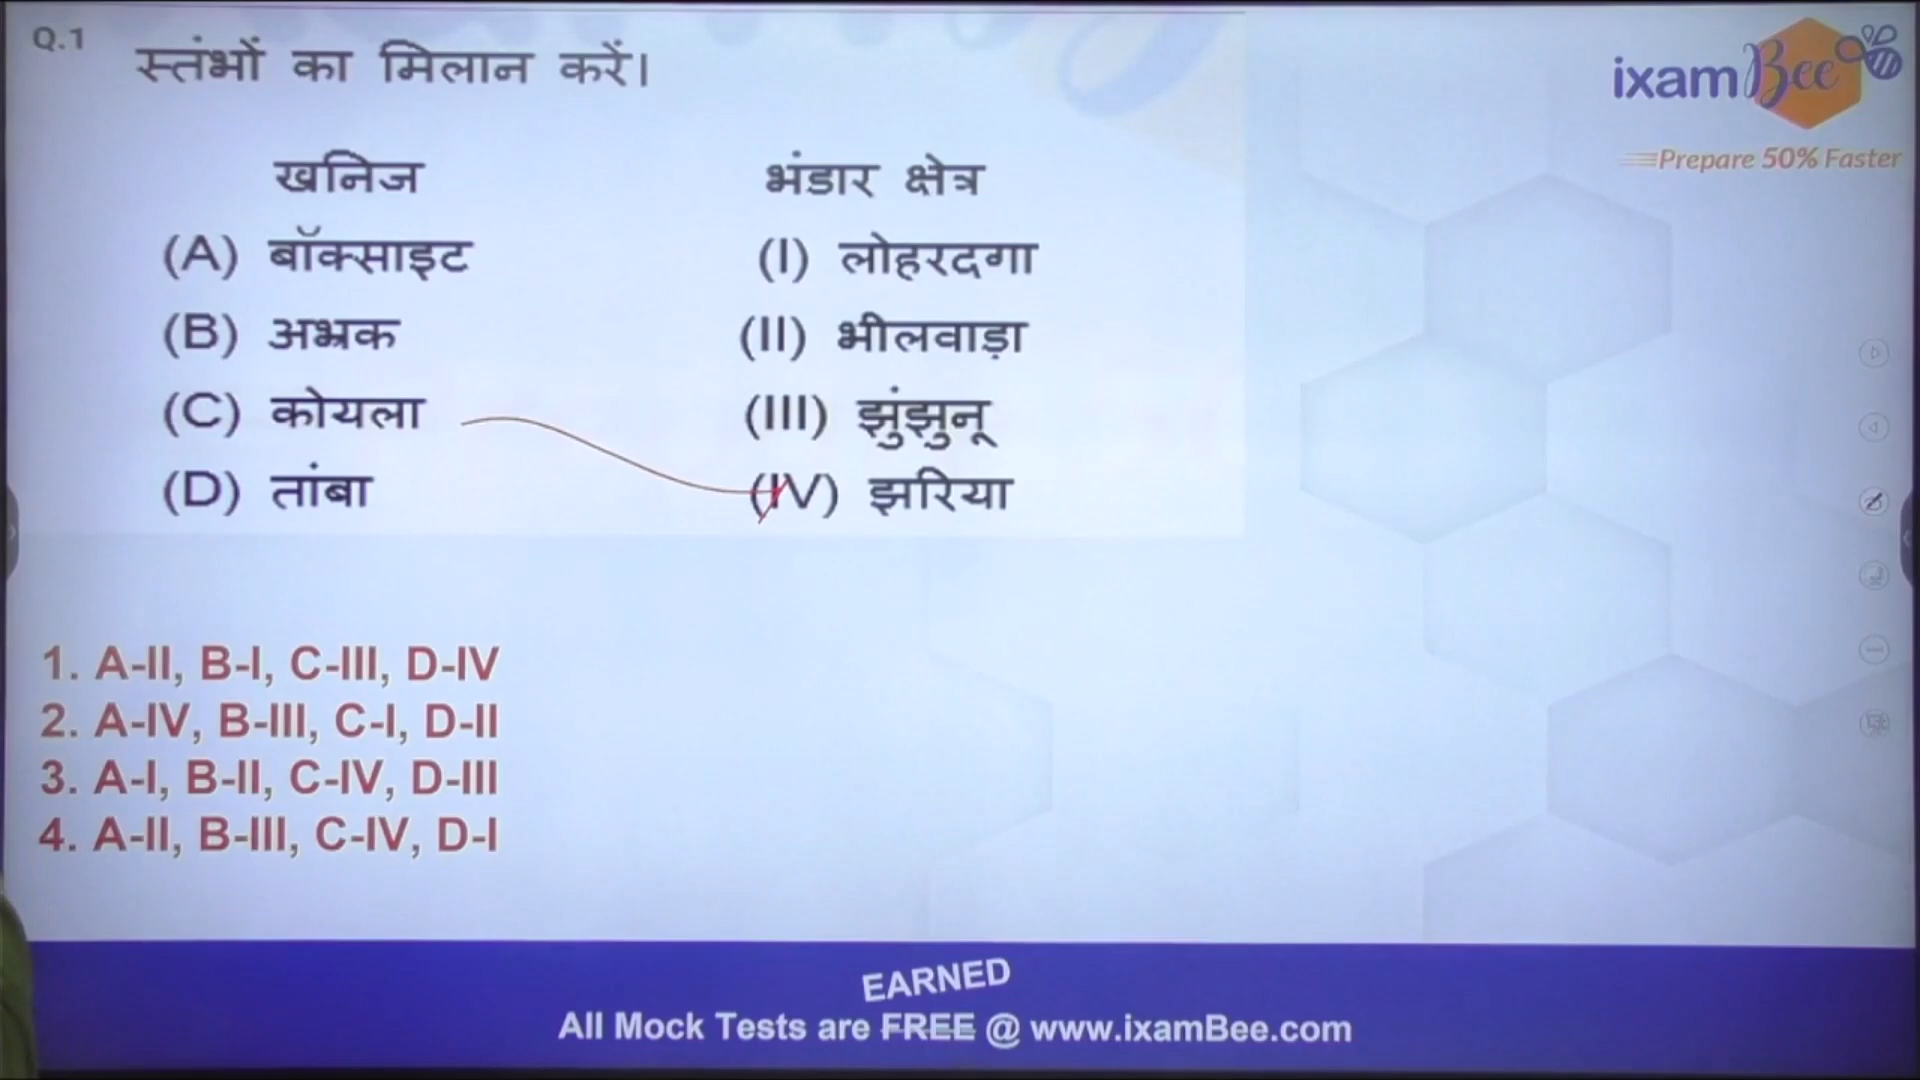 Q.1
स्तंभों का मिलान करें।
ixamBee
Prepare 50% Faster
खनिज भंडार क्षेत्र
(A) बॉक्साइट (I) लोहरदगा
(B) अभ्रक (II) भीलवाड़ा
(C) कोयला (III) झुंझुनू
(D) तांबा (IV) झरिया
1. A-II, B-I, C-III, D-IV
2. A-IV, B-III, C-I, D-II
3. A-I, B-II, C-IV, D-III
4. A-II, B-III, C-IV, D-I
EARNED
All Mock Tests are FREE @ www.ixamBee.com